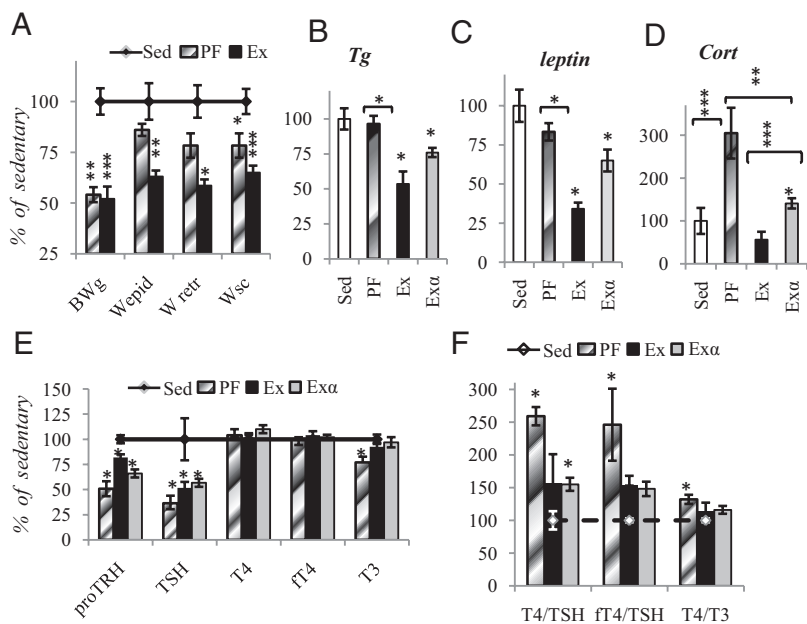 A
Sed PF Ex
% of sedentary
100
75
50
25
** *** ** * * ***
BWg Wepid W retr Wsc
B
Tg
100
75
50
25
0
* * *
Sed PF Ex Exα
C
leptin
100
75
50
25
0
* * *
Sed PF Ex Exα
D
Cort
300
200
100
0
*** ** *** *
Sed PF Ex Exα
E
Sed PF Ex Exα
% of sedentary
150
125
100
75
50
25
0
* * * * * * *
proTRH TSH T4 fT4 T3
F
Sed PF Ex Exα
300
250
200
150
100
50
0
* * * *
T4/TSH fT4/TSH T4/T3